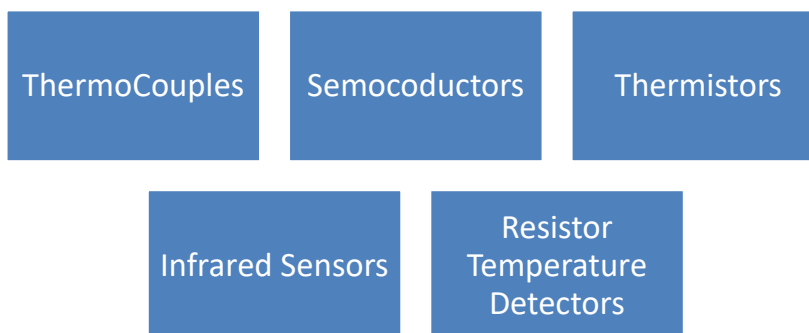 ThermoCouples
Semocoductors
Thermistors
Infrared Sensors
Resistor
Temperature
Detectors